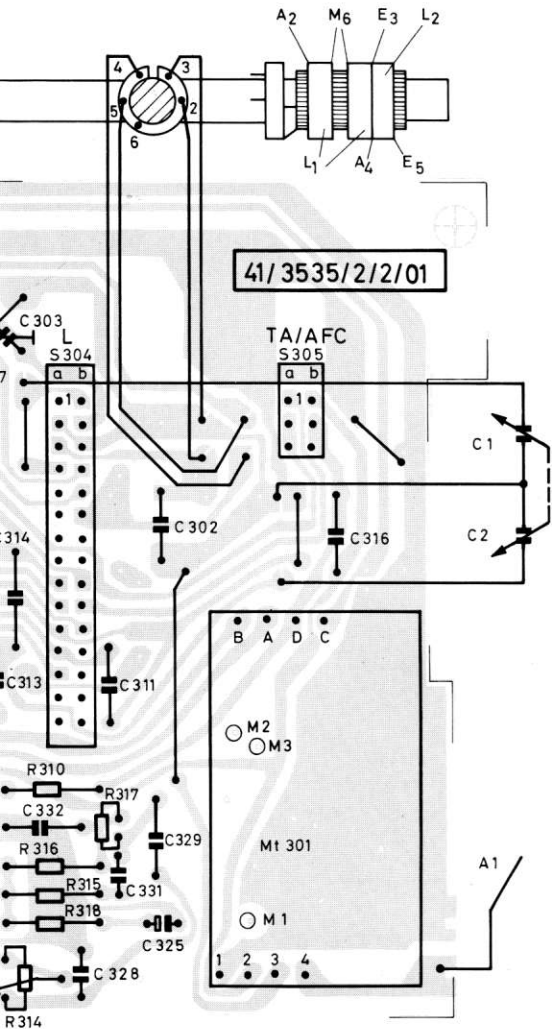 A2 M6 E3 L2
4 3
5 2
6
L1 A4 E5
41/3535/2/2/01
C303
L
S304
a b
1
TA/AFC
S305
a b
1
7
C1
C2
C314
C302
C316
B A D C
C313
C311
M2
M3
R310
R317
C332
C329
Mt 301
R316
A1
R315
C331
R318
M1
C325
1 2 3 4
C328
R314